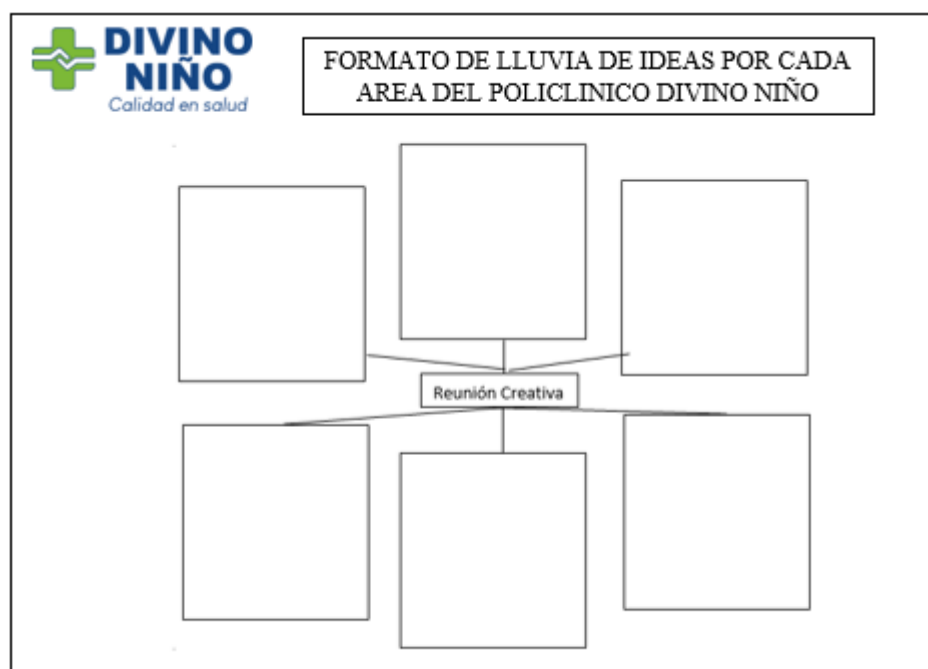 DIVINO
NIÑO
Calidad en salud
FORMATO DE LLUVIA DE IDEAS POR CADA
AREA DEL POLICLINICO DIVINO NIÑO
Reunión Creativa